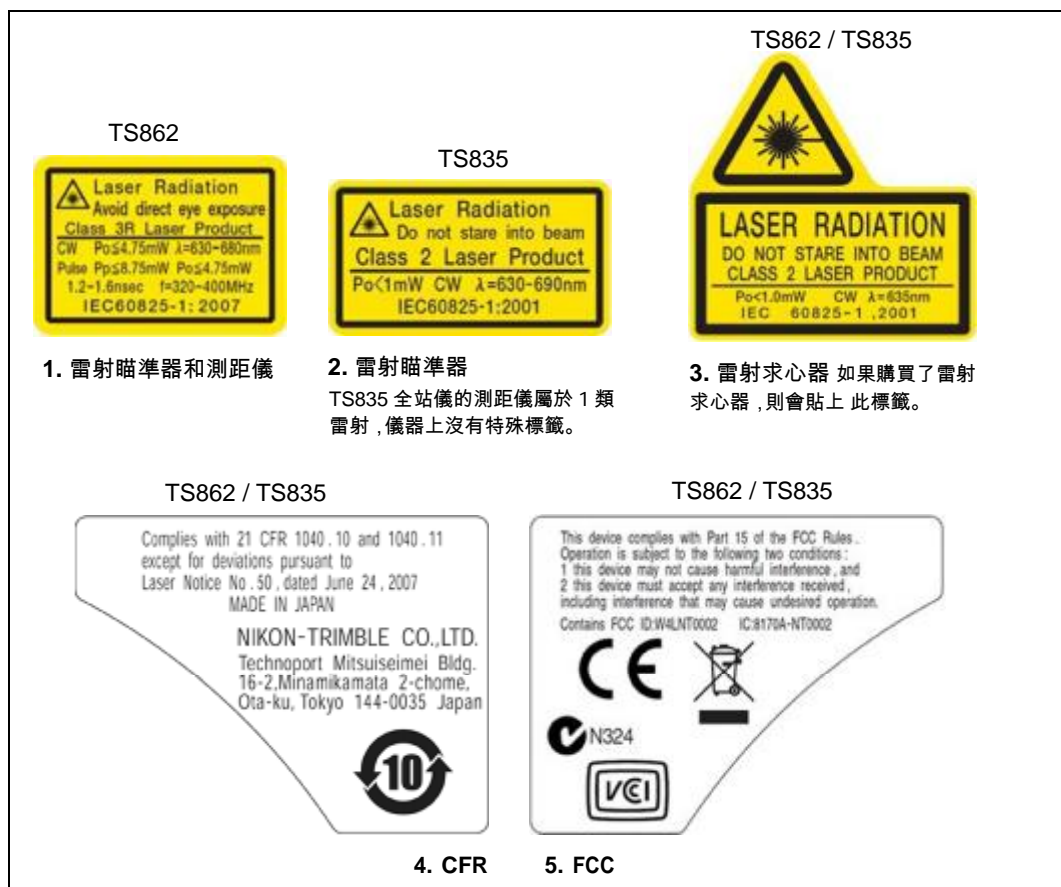 TS862
Laser Radiation
Avoid direct eye exposure
Class 3R Laser Product
CW Po≤4.75mW λ=630-680nm
Pulse Pp≤8.75mW Po≤4.75mW
1.2-1.6nsec f=320-400MHz
IEC60825-1:2007
1. 雷射瞄準器和測距儀
TS835
Laser Radiation
Do not stare into beam
Class 2 Laser Product
Po<1mW CW λ=630-690nm
IEC60825-1:2001
2. 雷射瞄準器
TS835 全站儀的測距儀屬於 1 類
雷射 ,儀器上沒有特殊標籤。
TS862 / TS835
LASER RADIATION
DO NOT STARE INTO BEAM
CLASS 2 LASER PRODUCT
Po<1.0mW CW λ=635nm
IEC 60825-1,2001
3. 雷射求心器 如果購買了雷射
求心器 ,則會貼上 此標籤。
TS862 / TS835
Complies with 21 CFR 1040.10 and 1040.11
except for deviations pursuant to
Laser Notice No.50, dated June 24, 2007
MADE IN JAPAN
NIKON-TRIMBLE CO.,LTD.
Technoport Mitsuiseimei Bldg.
16-2,Minamikamata 2-chome,
Ota-ku, Tokyo 144-0035 Japan
10
4. CFR
TS862 / TS835
This device complies with Part 15 of the FCC Rules.
Operation is subject to the following two conditions:
1 this device may not cause harmful interference, and
2 this device must accept any interference received,
including interference that may cause undesired operation.
Contains FCC ID:W4LNT0002 IC:8170A-NT0002
CE
N324
VCI
5. FCC